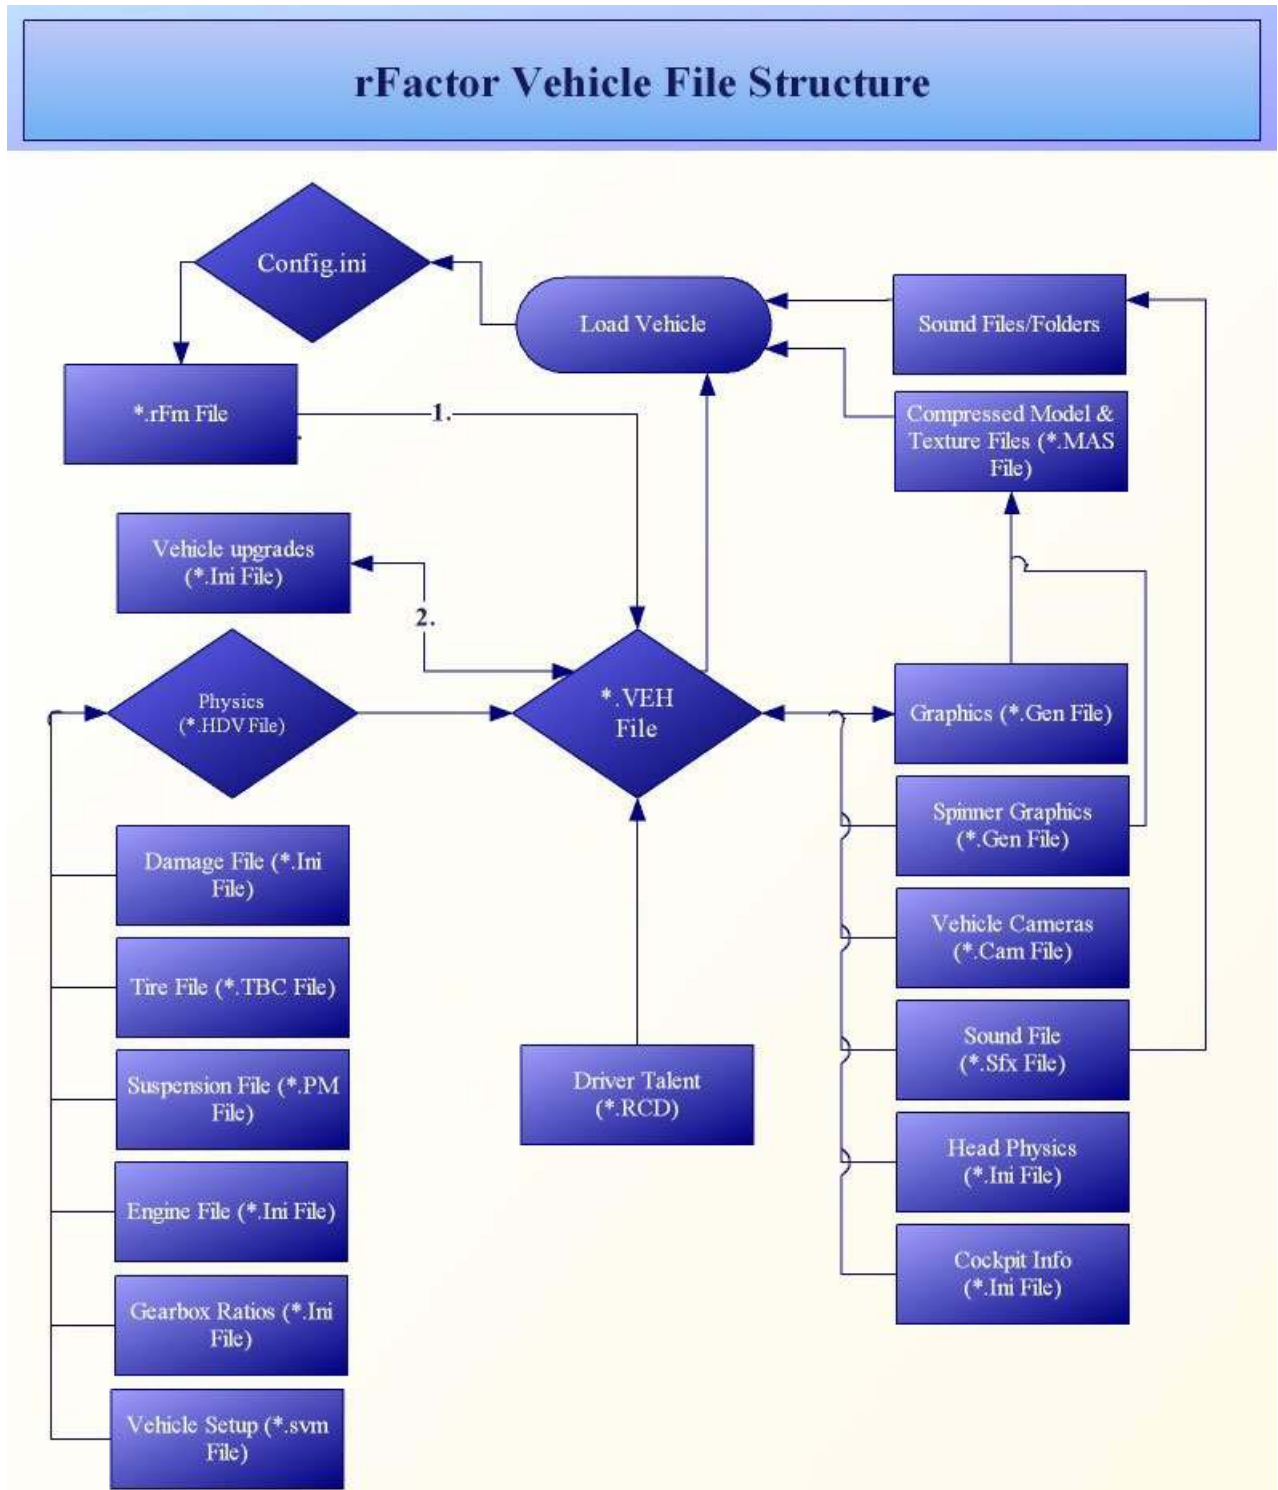 rFactor Vehicle File Structure
Config.ini
Load Vehicle
Sound Files/Folders
*.rFm File
1.
Compressed Model &
Texture Files (*.MAS
File)
Vehicle upgrades
(*.Ini File)
2.
Physics
(*.HDV File)
*.VEH
File
Graphics (*.Gen File)
Spinner Graphics
(*.Gen File)
Damage File (*.Ini
File)
Vehicle Cameras
(*.Cam File)
Tire File (*.TBC File)
Sound File
(*.Sfx File)
Suspension File (*.PM
File)
Driver Talent
(*.RCD)
Head Physics
(*.Ini File)
Engine File (*.Ini File)
Cockpit Info
(*.Ini File)
Gearbox Ratios (*.Ini
File)
Vehicle Setup (*.svm
File)